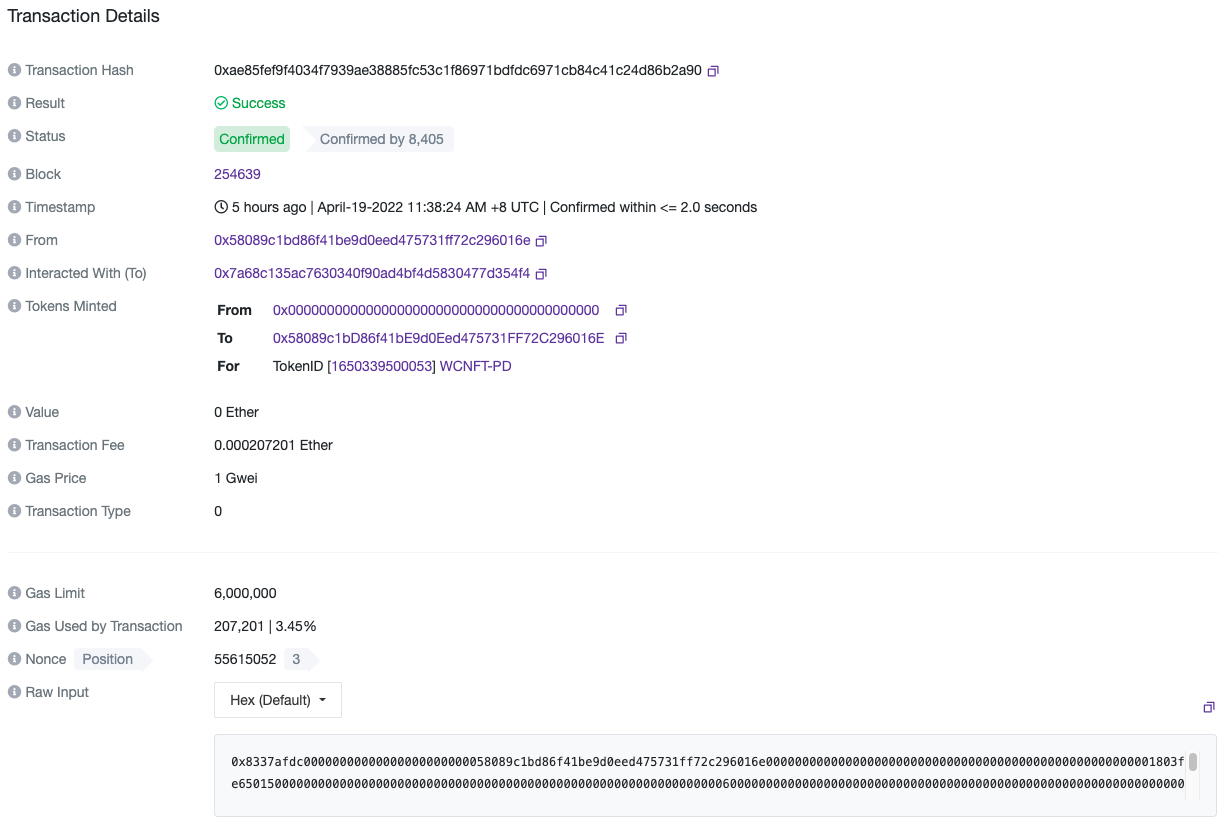 Transaction Details
Transaction Hash 0xae85fef9f4034f7939ae38885fc53c1f86971bdfdc6971cb84c41c24d86b2a90
Result Success
Status Confirmed Confirmed by 8,405
Block 254639
Timestamp 5 hours ago | April-19-2022 11:38:24 AM +8 UTC | Confirmed within <= 2.0 seconds
From 0x58089c1bd86f41be9d0eed475731ff72c296016e
Interacted With (To) 0x7a68c135ac7630340f90ad4bf4d5830477d354f4
Tokens Minted From 0x0000000000000000000000000000000000000000
To 0x58089c1bD86f41bE9d0Eed475731FF72C296016E
For TokenID [1650339500053] WCNFT-PD
Value 0 Ether
Transaction Fee 0.000207201 Ether
Gas Price 1 Gwei
Transaction Type 0
Gas Limit 6,000,000
Gas Used by Transaction 207,201 | 3.45%
Nonce Position 55615052 3
Raw Input Hex (Default)
0x8337afdc00000000000000000000000058089c1bd86f41be9d0eed475731ff72c296016e000000000000000000000000000000000000000000000000000001803f
e650150000000000000000000000000000000000000000000000000000000000000060000000000000000000000000000000000000000000000000000000000000